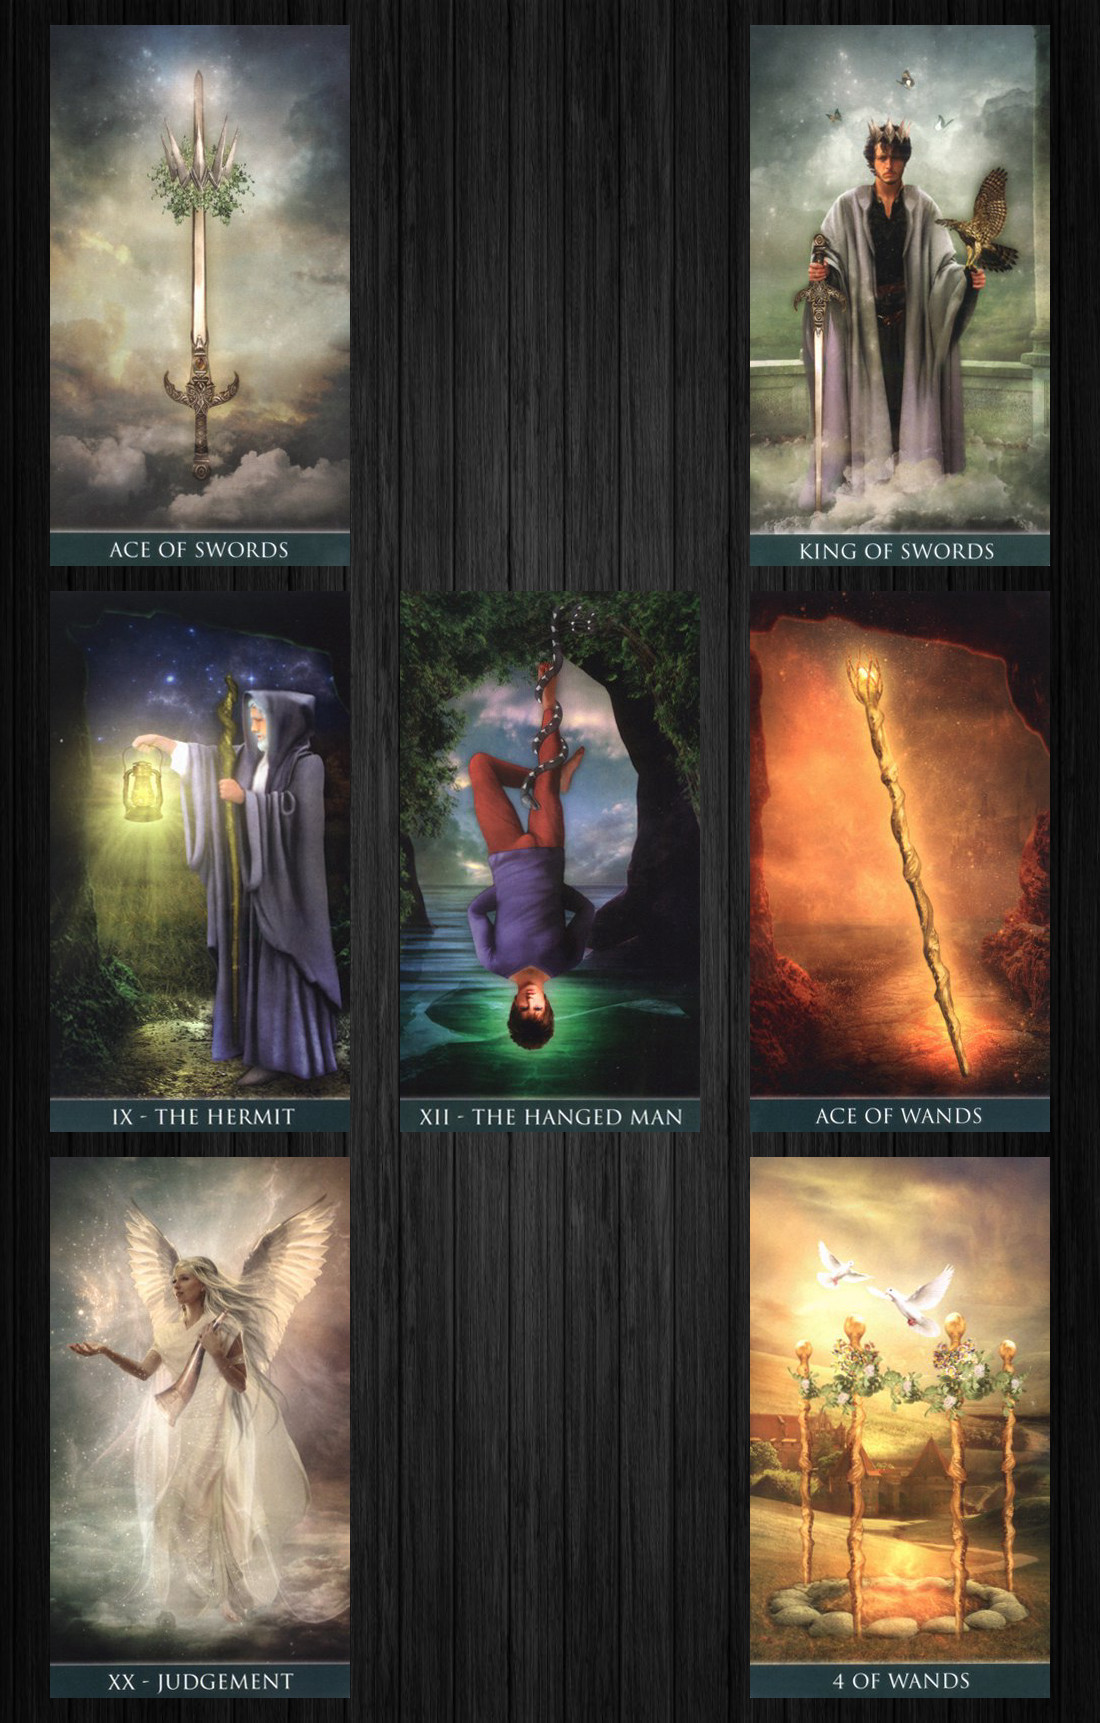 ACE OF SWORDS
KING OF SWORDS
IX - THE HERMIT
XII - THE HANGED MAN
ACE OF WANDS
XX - JUDGEMENT
4 OF WANDS